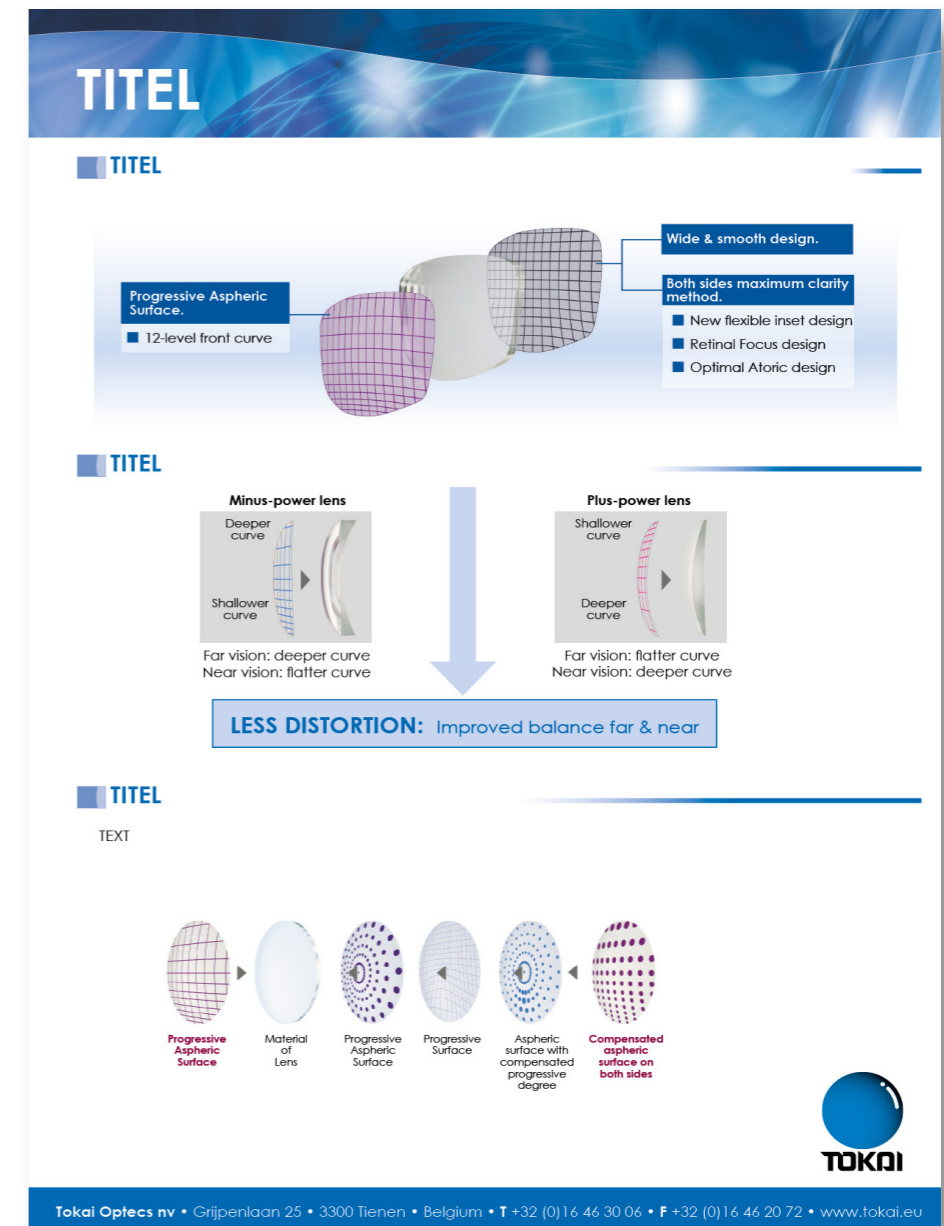 TITEL
TITEL
Wide & smooth design.
Progressive Aspheric
Surface.
12-level front curve
Both sides maximum clarity
method.
New flexible inset design
Retinal Focus design
Optimal Atoric design
TITEL
Minus-power lens
Deeper
curve
Shallower
curve
Far vision: deeper curve
Near vision: flatter curve
Plus-power lens
Shallower
curve
Deeper
curve
Far vision: flatter curve
Near vision: deeper curve
LESS DISTORTION: Improved balance far & near
TITEL
TEXT
Progressive
Aspheric
Surface
Material
of
Lens
Progressive
Aspheric
Surface
Progressive
Surface
Aspheric
surface with
compensated
progressive
degree
Compensated
aspheric
surface on
both sides
TOKAI
Tokai Optecs nv • Grijpenlaan 25 • 3300 Tienen • Belgium • T +32 (0)16 46 30 06 • F +32 (0)16 46 20 72 • www.tokai.eu